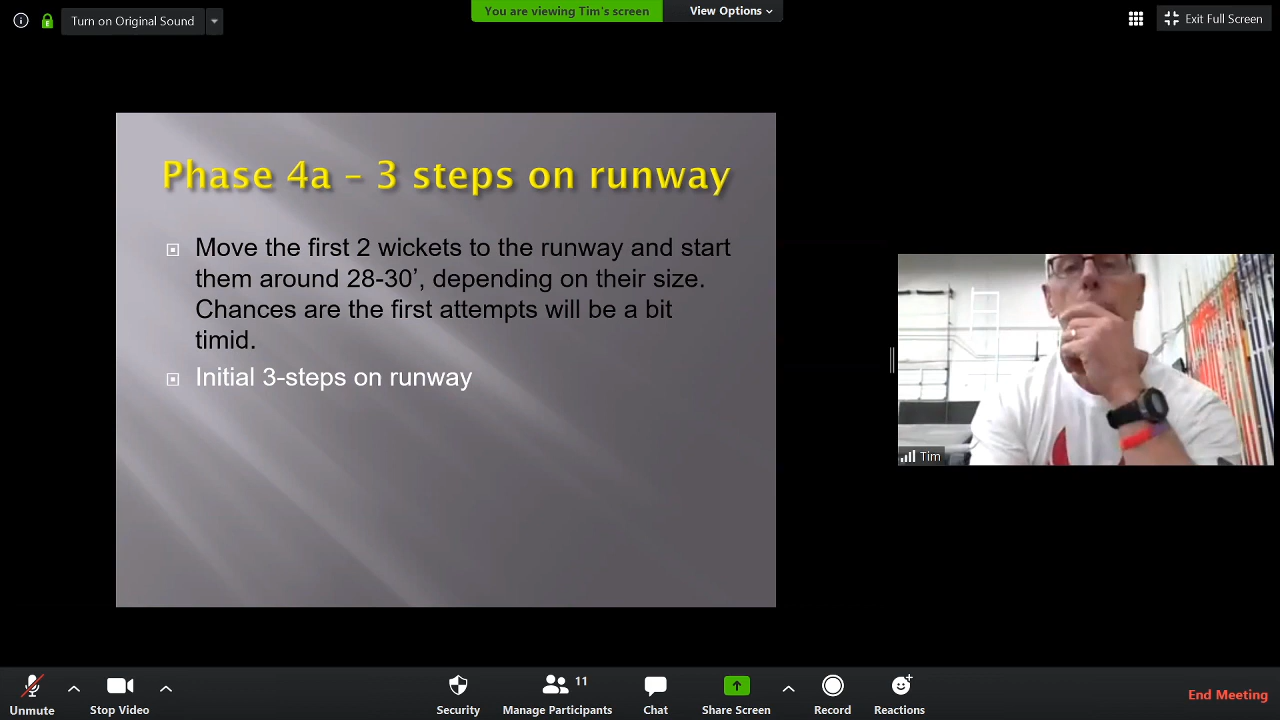 Turn on Original Sound
You are viewing Tim's screen
View Options
Exit Full Screen
Phase 4a – 3 steps on runway
Move the first 2 wickets to the runway and start
them around 28-30’, depending on their size.
Chances are the first attempts will be a bit
timid.
Initial 3-steps on runway
Tim
Unmute
Stop Video
Security
Manage Participants
11
Chat
Share Screen
Record
Reactions
End Meeting